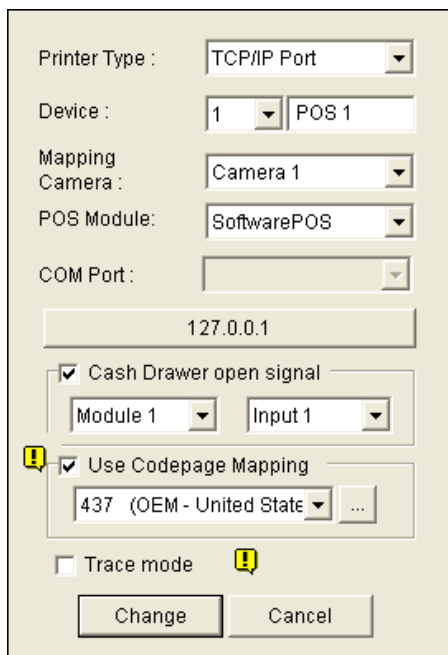 Printer Type :
TCP/IP Port
Device :
1
POS 1
Mapping
Camera :
Camera 1
POS Module:
SoftwarePOS
COM Port :
127.0.0.1
Cash Drawer open signal
Module 1
Input 1
Use Codepage Mapping
437 (OEM - United State
...
Trace mode
Change
Cancel